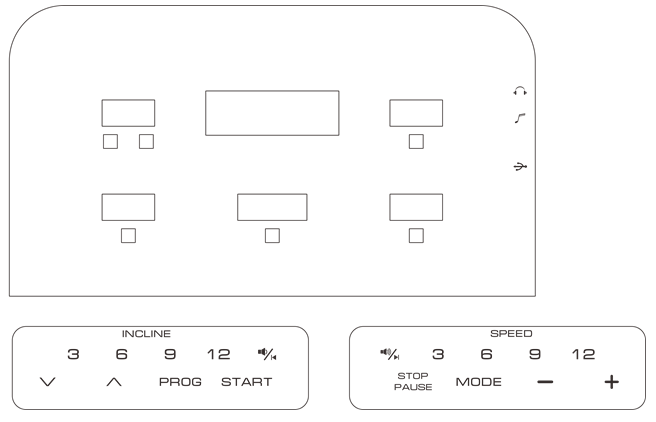 INCLINE
3 6 9 12
PROG START
SPEED
3 6 9 12
STOP
PAUSE MODE − +